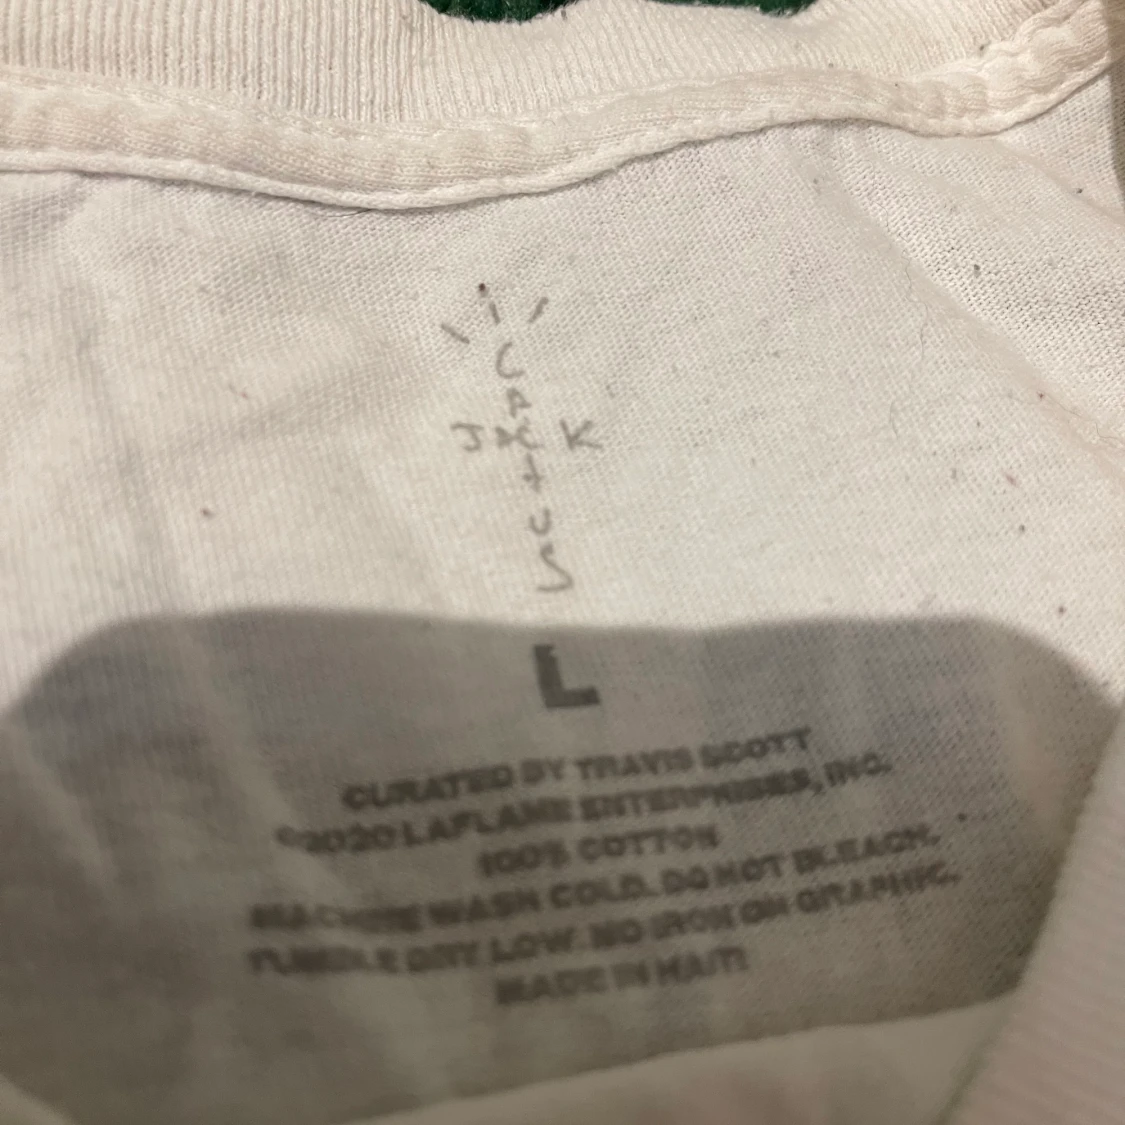 CACTUS
JACK
L
CURATED BY TRAVIS SCOTT
©2020 LAFLAME ENTERPRISES, INC.
100% COTTON
MACHINE WASH COLD. DO NOT BLEACH.
TUMBLE DRY LOW. NO IRON ON GRAPHIC.
MADE IN HAITI